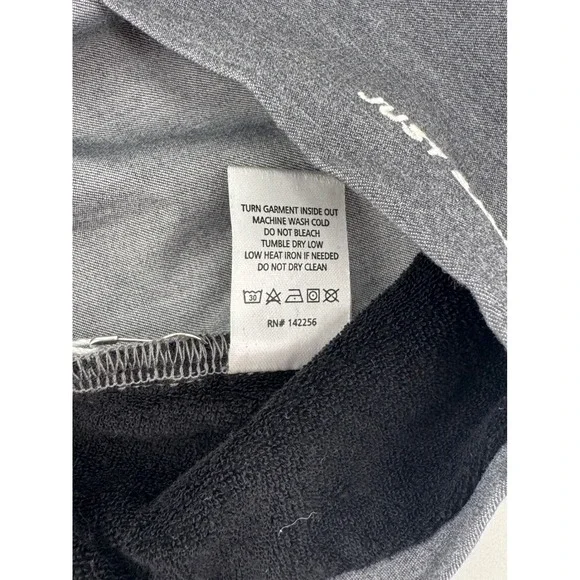 JUST
TURN GARMENT INSIDE OUT
MACHINE WASH COLD
DO NOT BLEACH
TUMBLE DRY LOW
LOW HEAT IRON IF NEEDED
DO NOT DRY CLEAN
30
RN# 142256